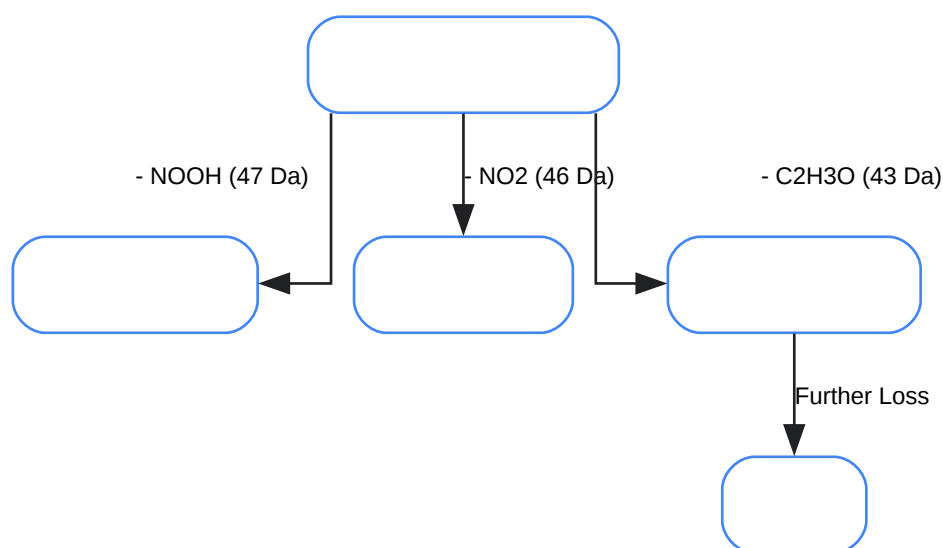 - NOOH (47 Da)
- NO2 (46 Da)
- C2H3O (43 Da)
Further Loss